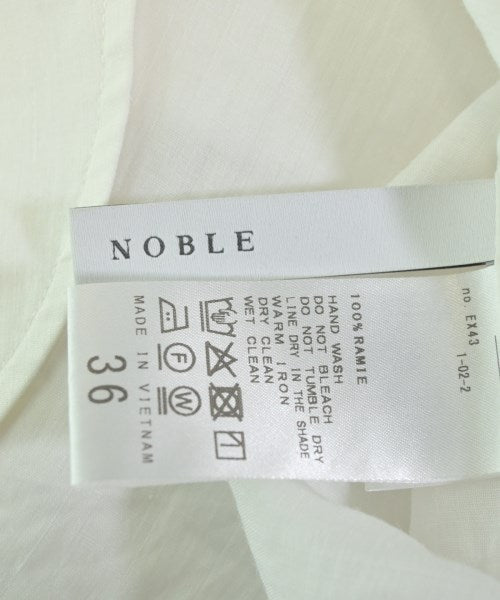 NOBLE
no. EX43
1-02-2
100% RAMIE
HAND WASH
DO NOT BLEACH
DO NOT TUMBLE DRY
LINE DRY IN THE SHADE
WARM IRON
DRY CLEAN
WET CLEAN
F
W
MADE IN VIETNAM
36